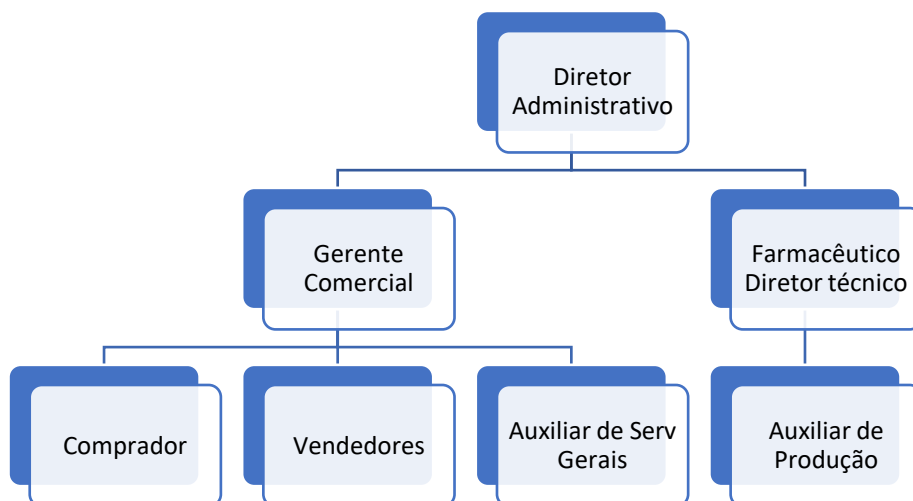 Diretor
Administrativo
Gerente
Comercial
Farmacêutico
Diretor técnico
Comprador
Vendedores
Auxiliar de Serv
Gerais
Auxiliar de
Produção